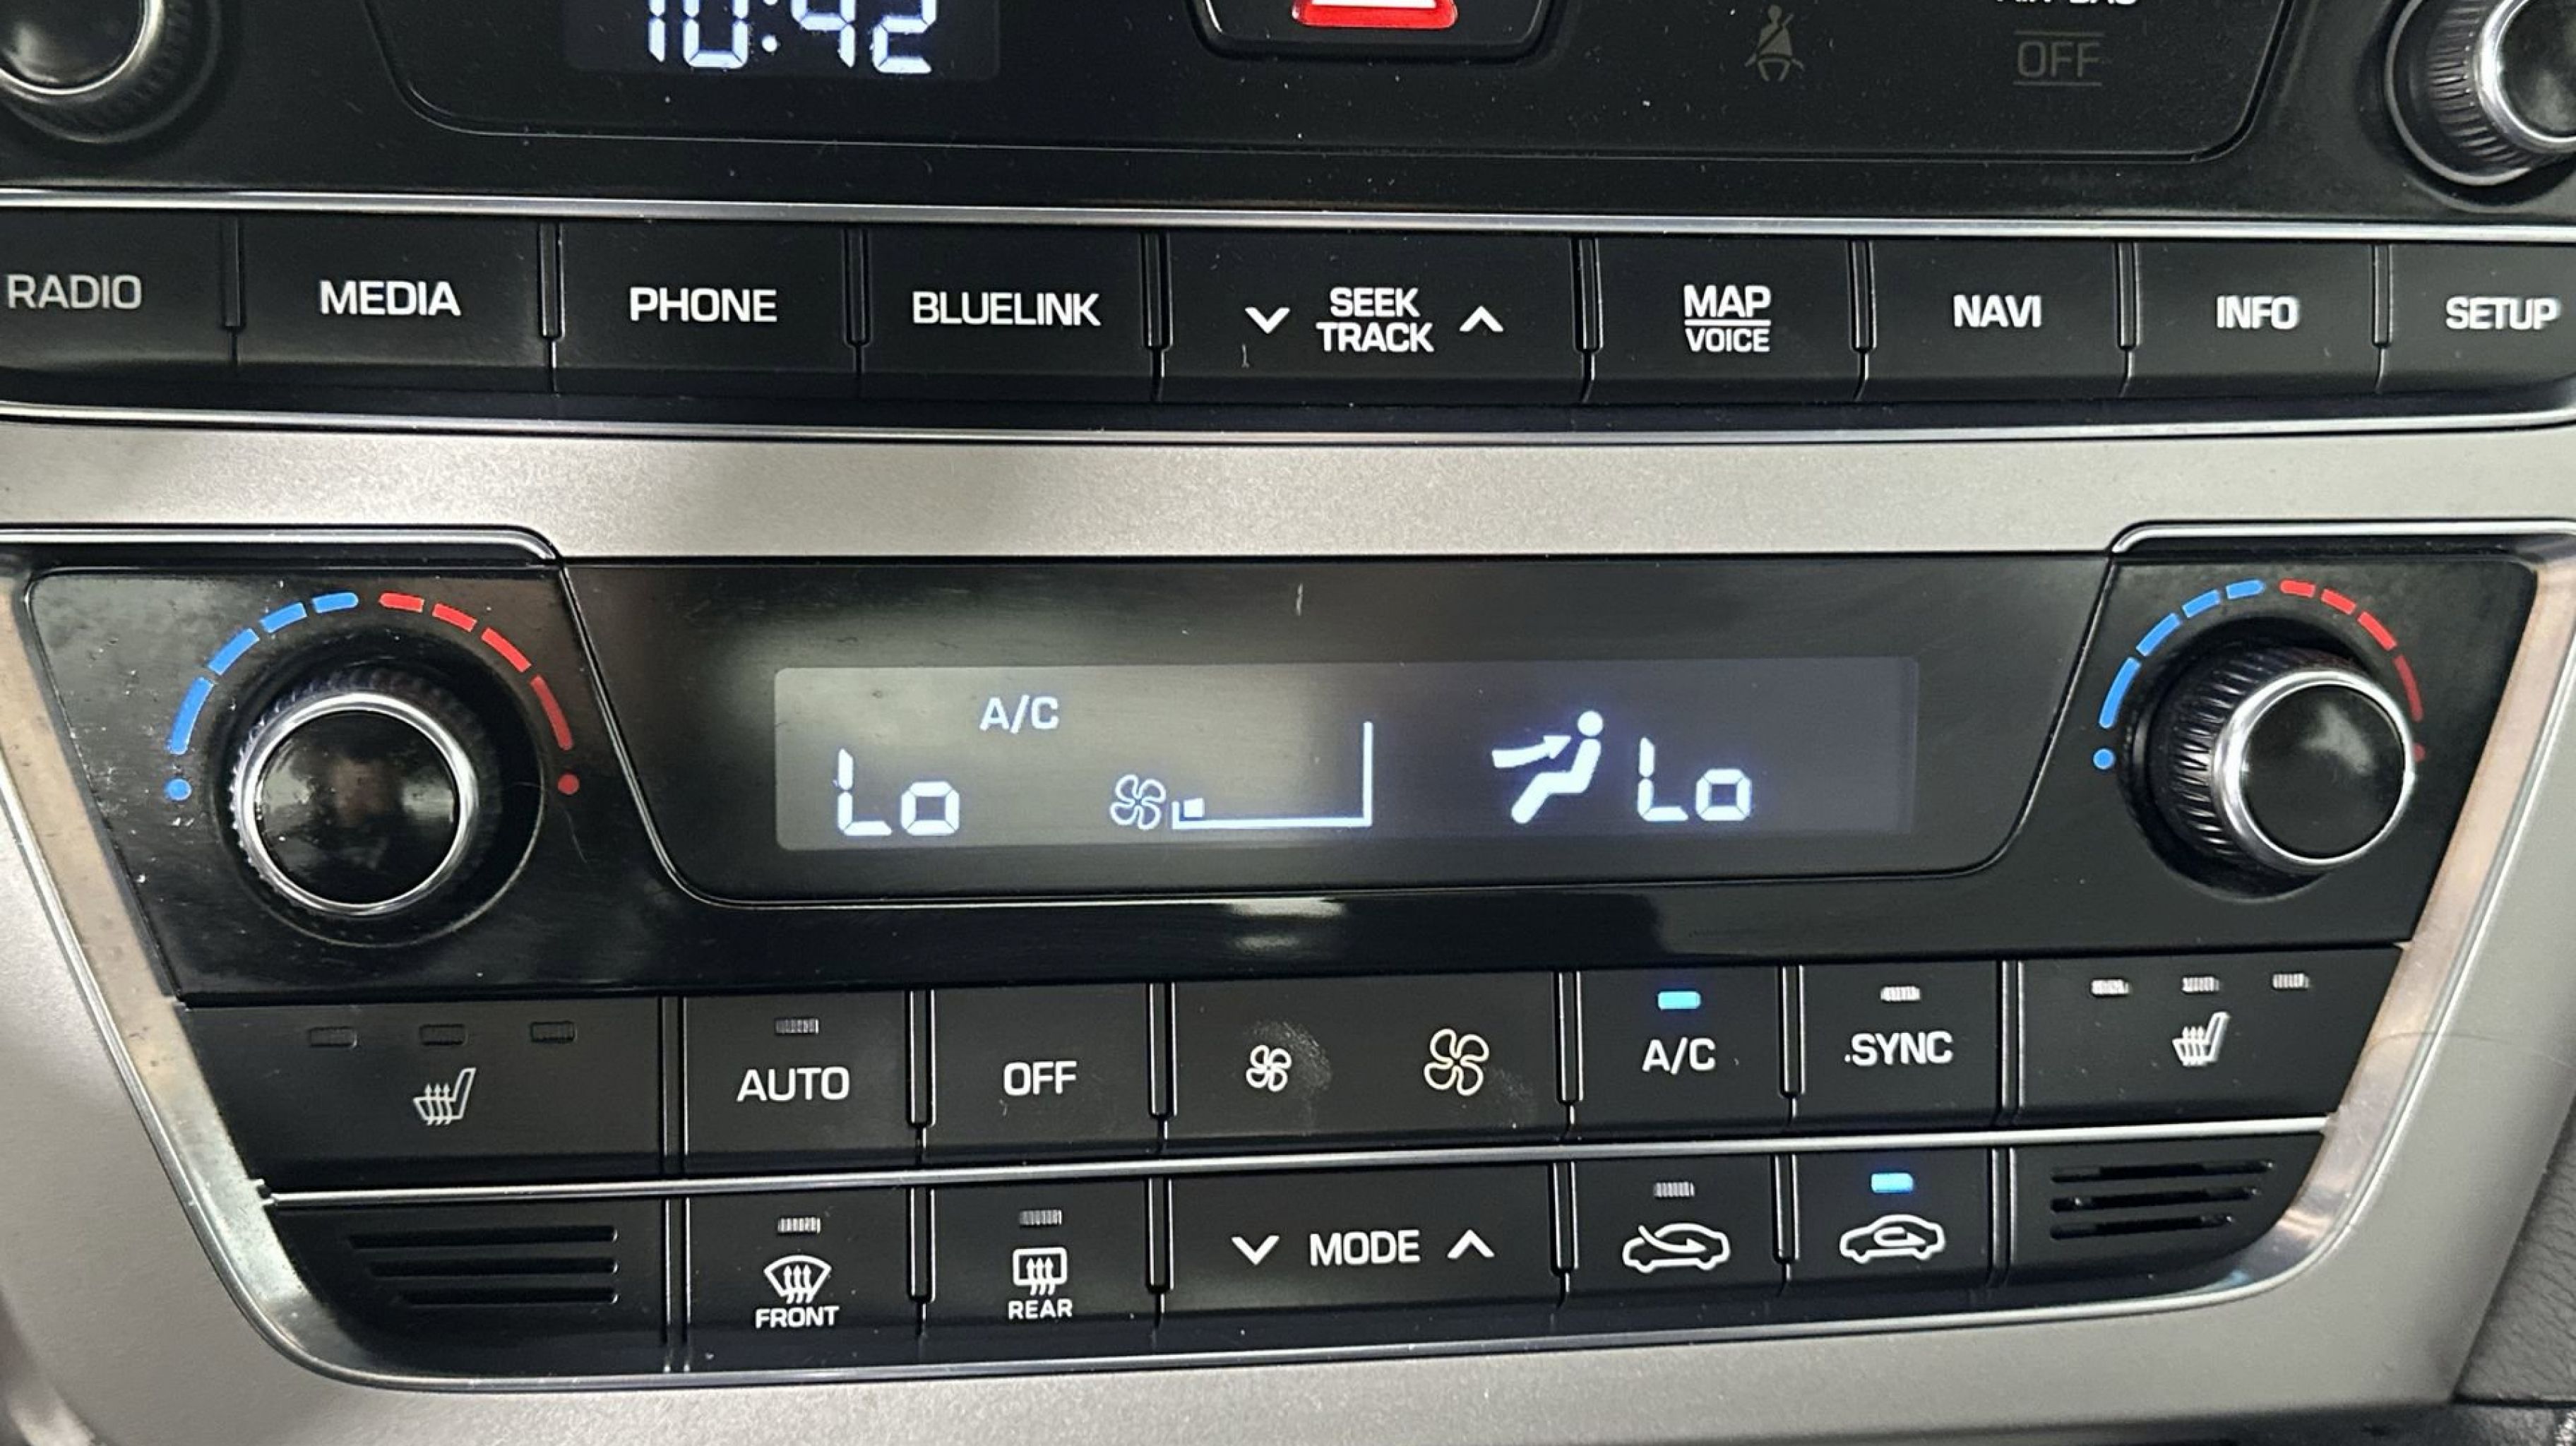 10:42
OFF
RADIO
MEDIA
PHONE
BLUELINK
SEEK
TRACK
MAP
VOICE
NAVI
INFO
SETUP
A/C
Lo
Lo
AUTO
OFF
A/C
SYNC
FRONT
REAR
MODE